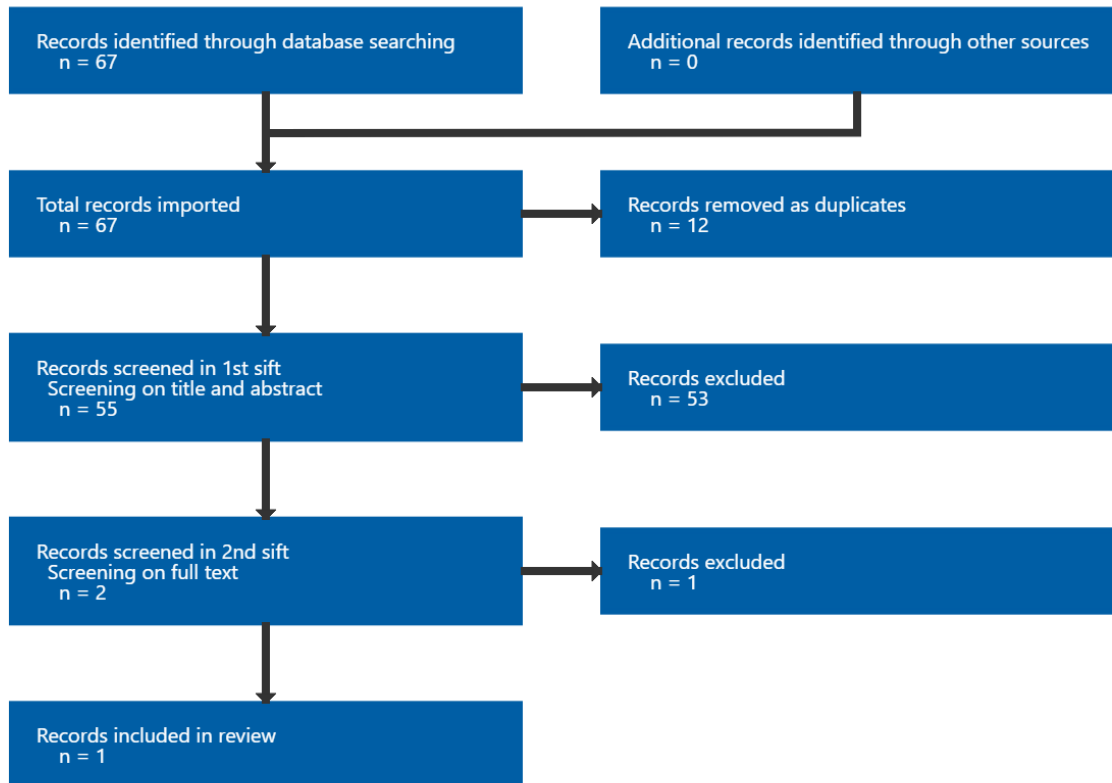 Records identified through database searching
n = 67
Additional records identified through other sources
n = 0
Total records imported
n = 67
Records removed as duplicates
n = 12
Records screened in 1st sift
Screening on title and abstract
n = 55
Records excluded
n = 53
Records screened in 2nd sift
Screening on full text
n = 2
Records excluded
n = 1
Records included in review
n = 1